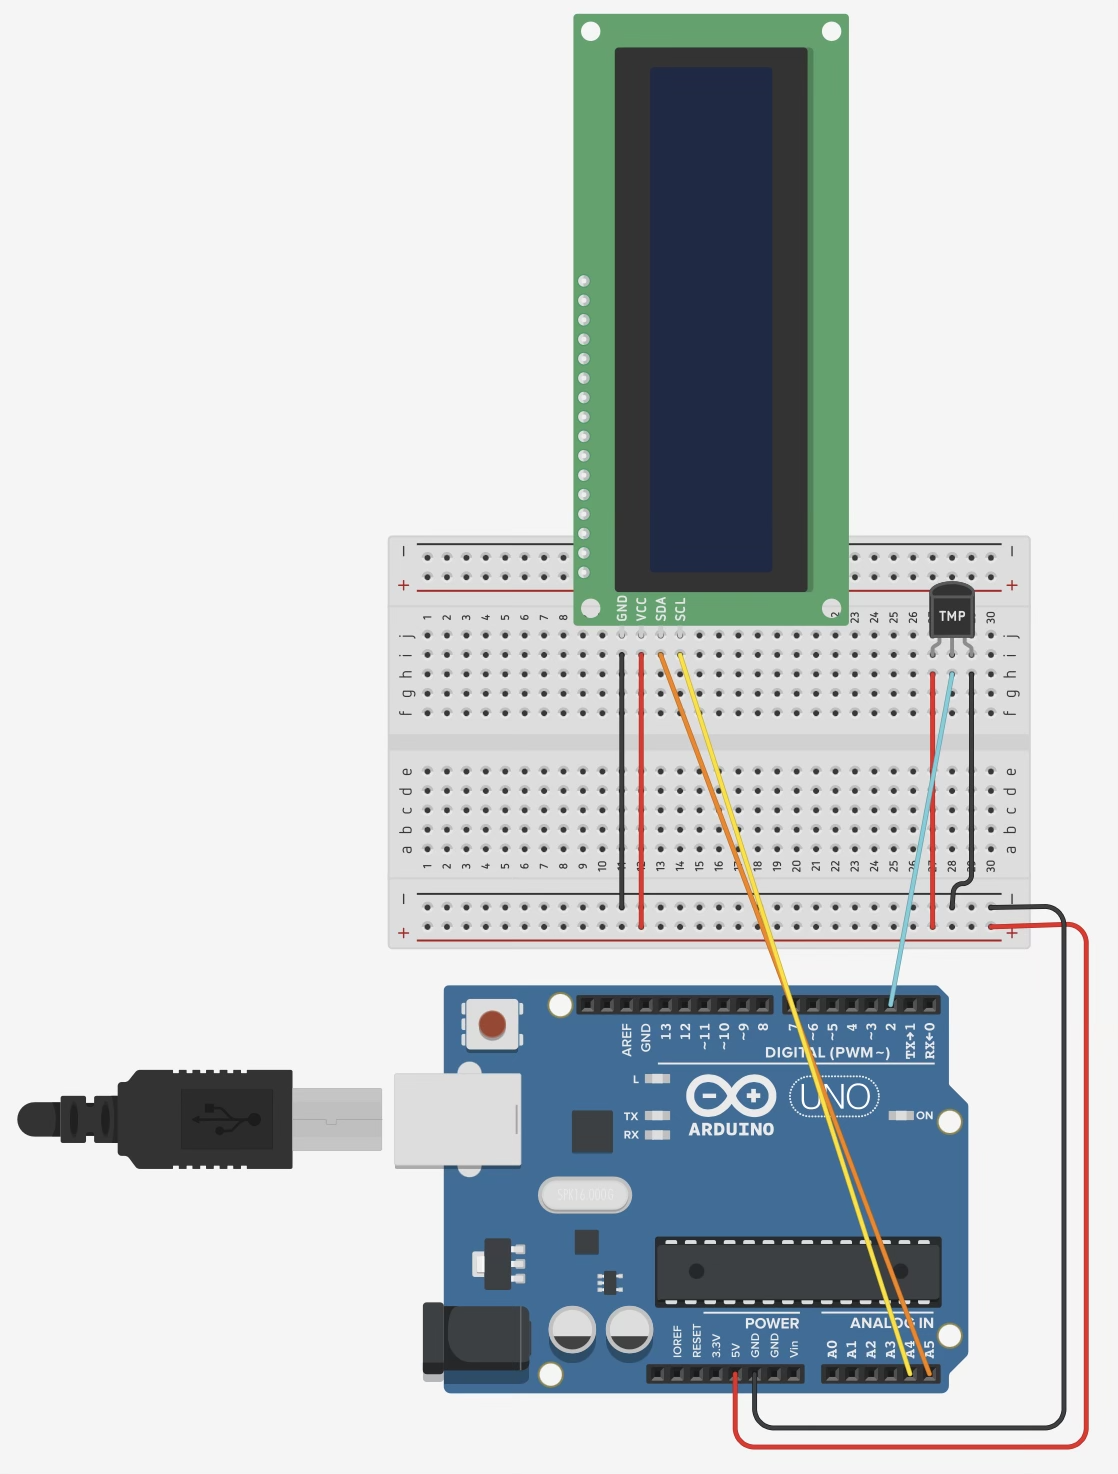 GND VCC SDA SCL
− −
+ +
1 2 3 4 5 6 7 8 2 23 24 25 26 30
j j
TMP
i i
h h
g g
f f
e e
d d
c c
b b
a a
1 2 3 4 5 6 7 8 9 10 11 12 13 14 15 16 17 18 19 20 21 22 23 24 25 26 27 28 29 30
− −
+ +
AREF GND 13 12 ~11 ~10 ~9 8 7 ~6 ~5 4 ~3 2 TX→1 RX←0
DIGITAL (PWM~)
L
UNO
TX
ON
RX
ARDUINO
SPK16.000G
POWER
ANALOG IN
IOREF RESET 3.3V 5V GND GND Vin A0 A1 A2 A3 A4 A5